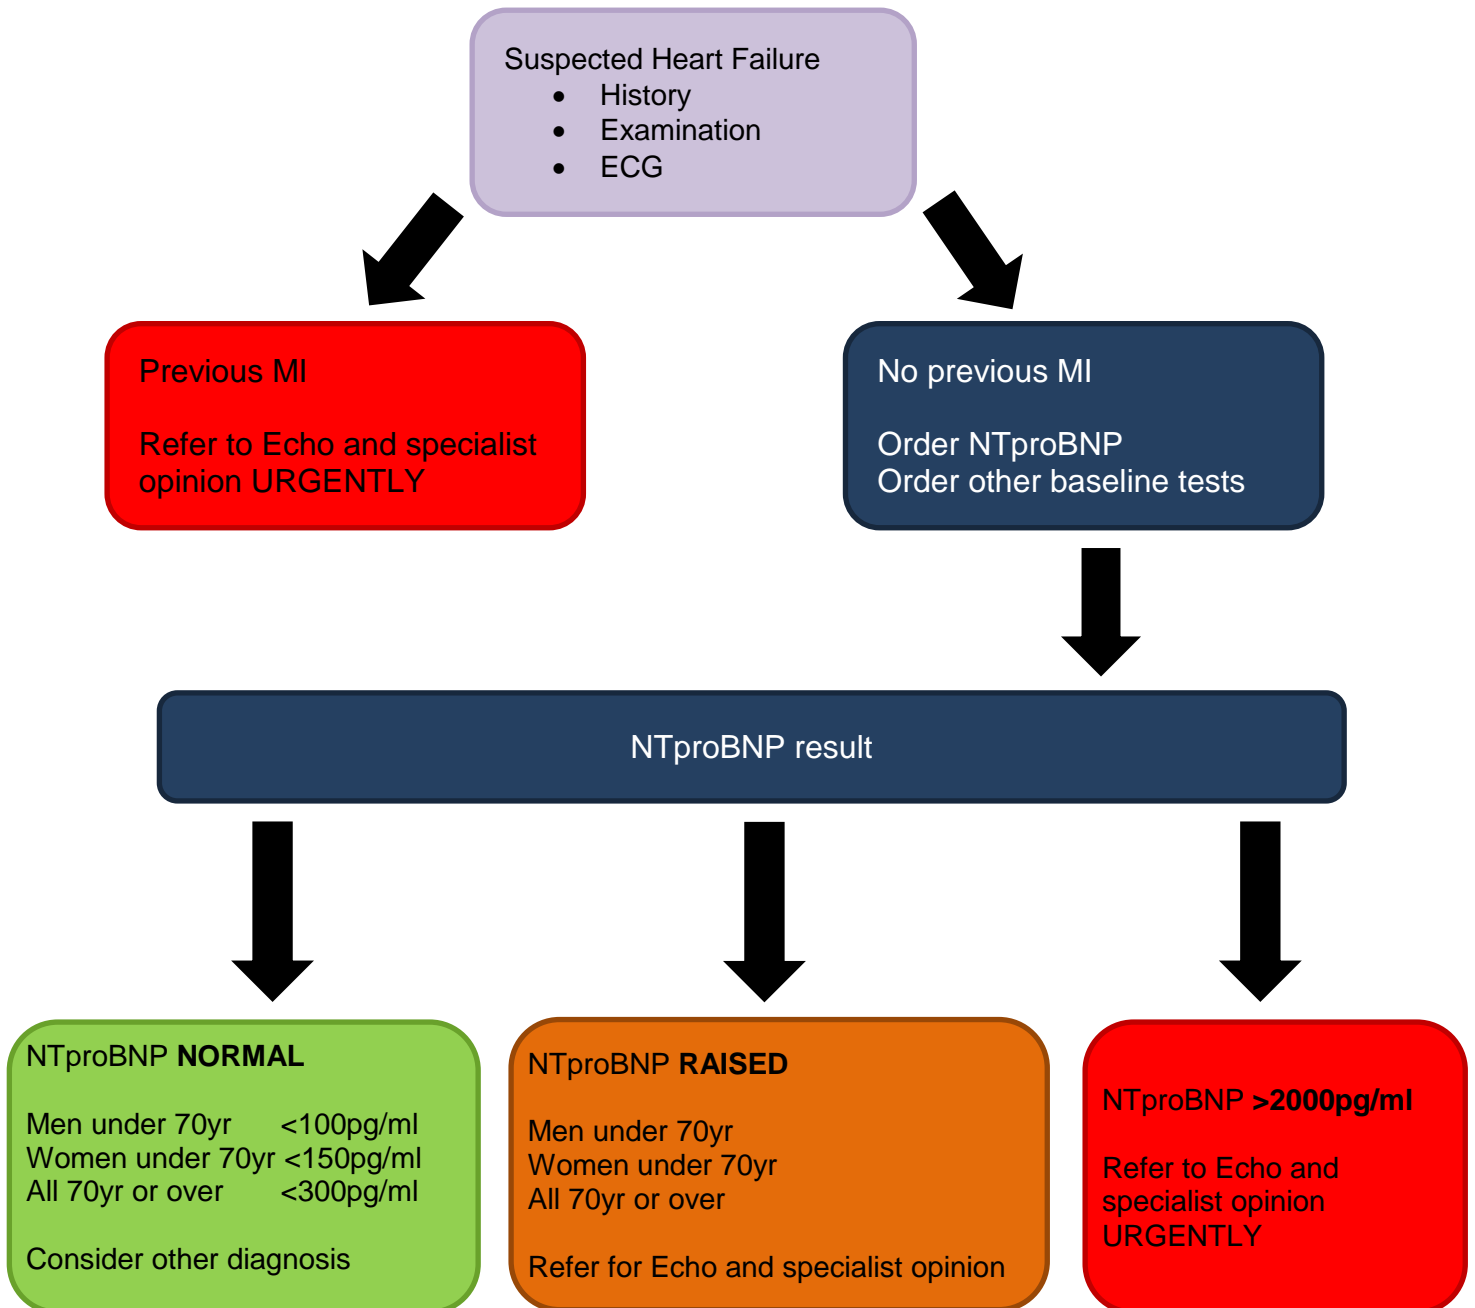 Suspected Heart Failure
• History
• Examination
• ECG
Previous MI
Refer to Echo and specialist
opinion URGENTLY
No previous MI
Order NTproBNP
Order other baseline tests
NTproBNP result
NTproBNP NORMAL
Men under 70yr <100pg/ml
Women under 70yr <150pg/ml
All 70yr or over <300pg/ml
Consider other diagnosis
NTproBNP RAISED
Men under 70yr
Women under 70yr
All 70yr or over
Refer for Echo and specialist opinion
NTproBNP >2000pg/ml
Refer to Echo and
specialist opinion
URGENTLY